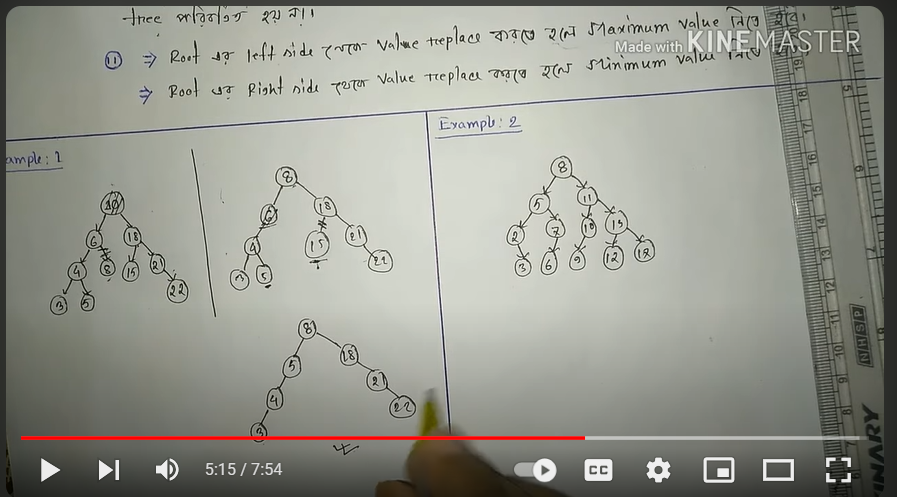 tree পরিবর্তিত হয় না।
(ii) ⇒ Root এর left side থেকে value replace করতে হলে Maximum value নিতে হবে।
⇒ Root এর Right side থেকে value replace করতে হলে Minimum value নিতে
Made with KINEMASTER
ample: 1
Example: 2
10
6 18
4 8 15 21
3 5 22
8
6 18
4 15 21
3 5 22
8
5 11
2 7 10 13
3 6 9 12
8
5 18
4 21
3 22
5:15 / 7:54
CC